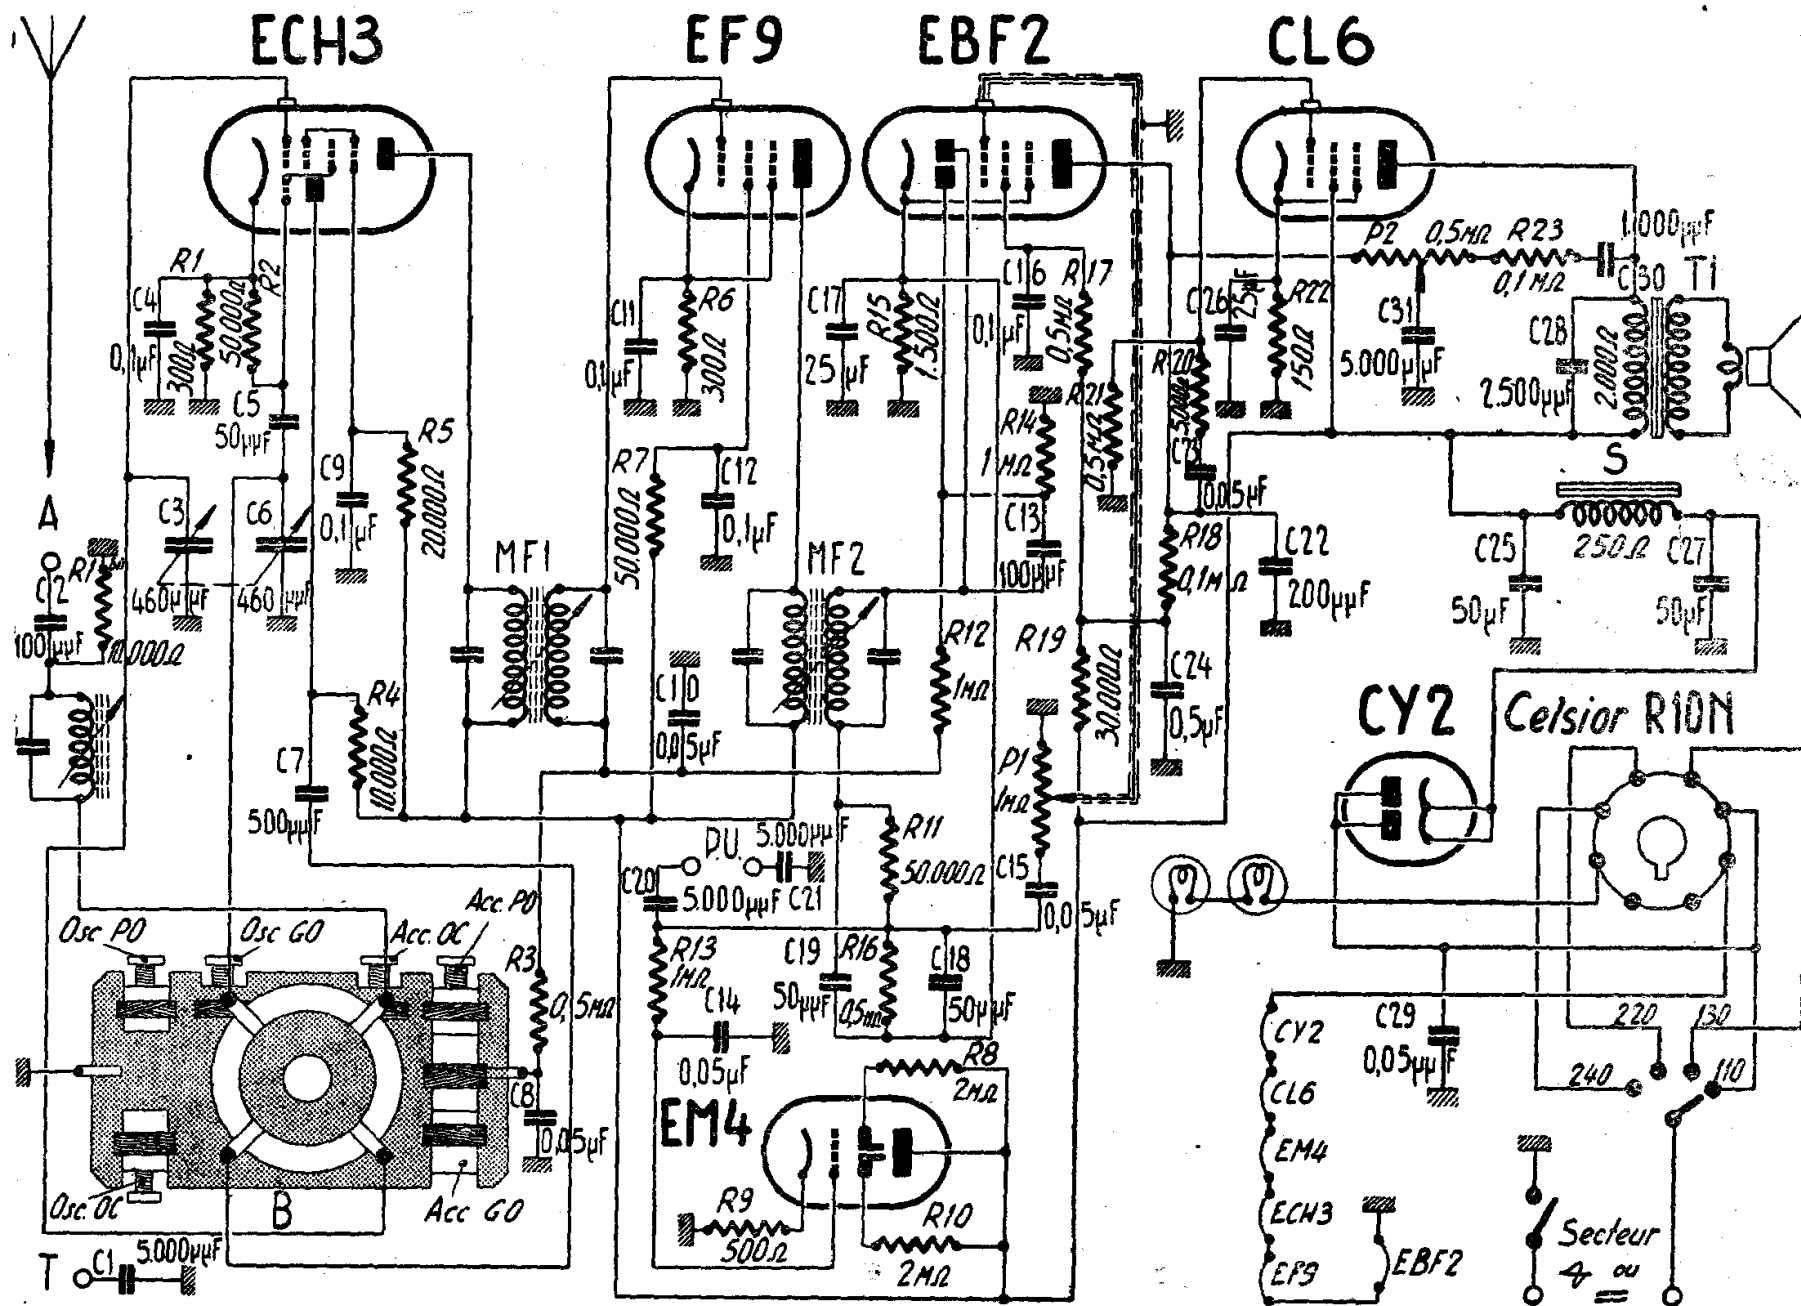 ECH3
EF9
EBF2
CL6
R1
50.000Ω
R2
C4
0,1µF
300Ω
C5
50µµF
C11
0,1µF
R6
300Ω
C17
25µF
R15
1.500Ω
C16
0,1µF
R17
0,5MΩ
C26
25µF
R22
150Ω
P2
0,5MΩ
R23
0,1MΩ
1.000µµF
C30
T1
C31
5.000µµF
C28
2.500µµF
2.000Ω
R20
R21
0,5MΩ
R14
1MΩ
0,05µF
R5
20.000Ω
C9
0,1µF
R7
50.000Ω
C12
0,1µF
C13
100µµF
R18
0,1MΩ
C22
200µµF
S
250Ω
C25
50µF
C27
50µF
A
C2
100µµF
10.000Ω
C3
460µµF
C6
460µµF
MF1
MF2
R12
1MΩ
R19
30.00Ω
C24
0,5µF
R4
10.000Ω
C7
500µµF
C10
0,05µF
P1
1MΩ
CY2
Celsior R10N
P.U.
5.000µµF
C21
C20
5.000µµF
R11
50.000Ω
C15
0,05µF
Osc PO
Osc GO
Acc. OC
Acc. PO
R3
0,5MΩ
R13
1MΩ
C14
0,05µF
C19
50µµF
R16
0,5MΩ
C18
50µµF
C8
0,05µF
Osc. OC
B
Acc GO
T
C1
5.000µµF
EM4
R8
2MΩ
R9
500Ω
R10
2MΩ
C29
0,05µµF
220
130
240
110
CY2
CL6
EM4
ECH3
EF9
EBF2
Secteur
ou